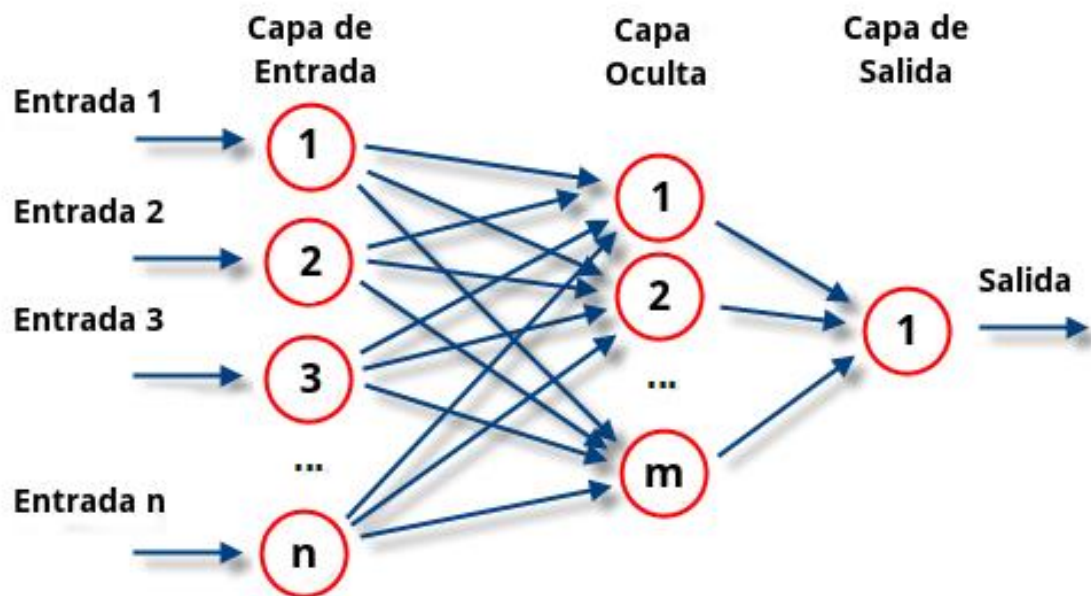 Capa de
Entrada
Capa
Oculta
Capa de
Salida
Entrada 1
1
Entrada 2
2
Entrada 3
3
...
Entrada n
n
1
2
...
m
1
Salida